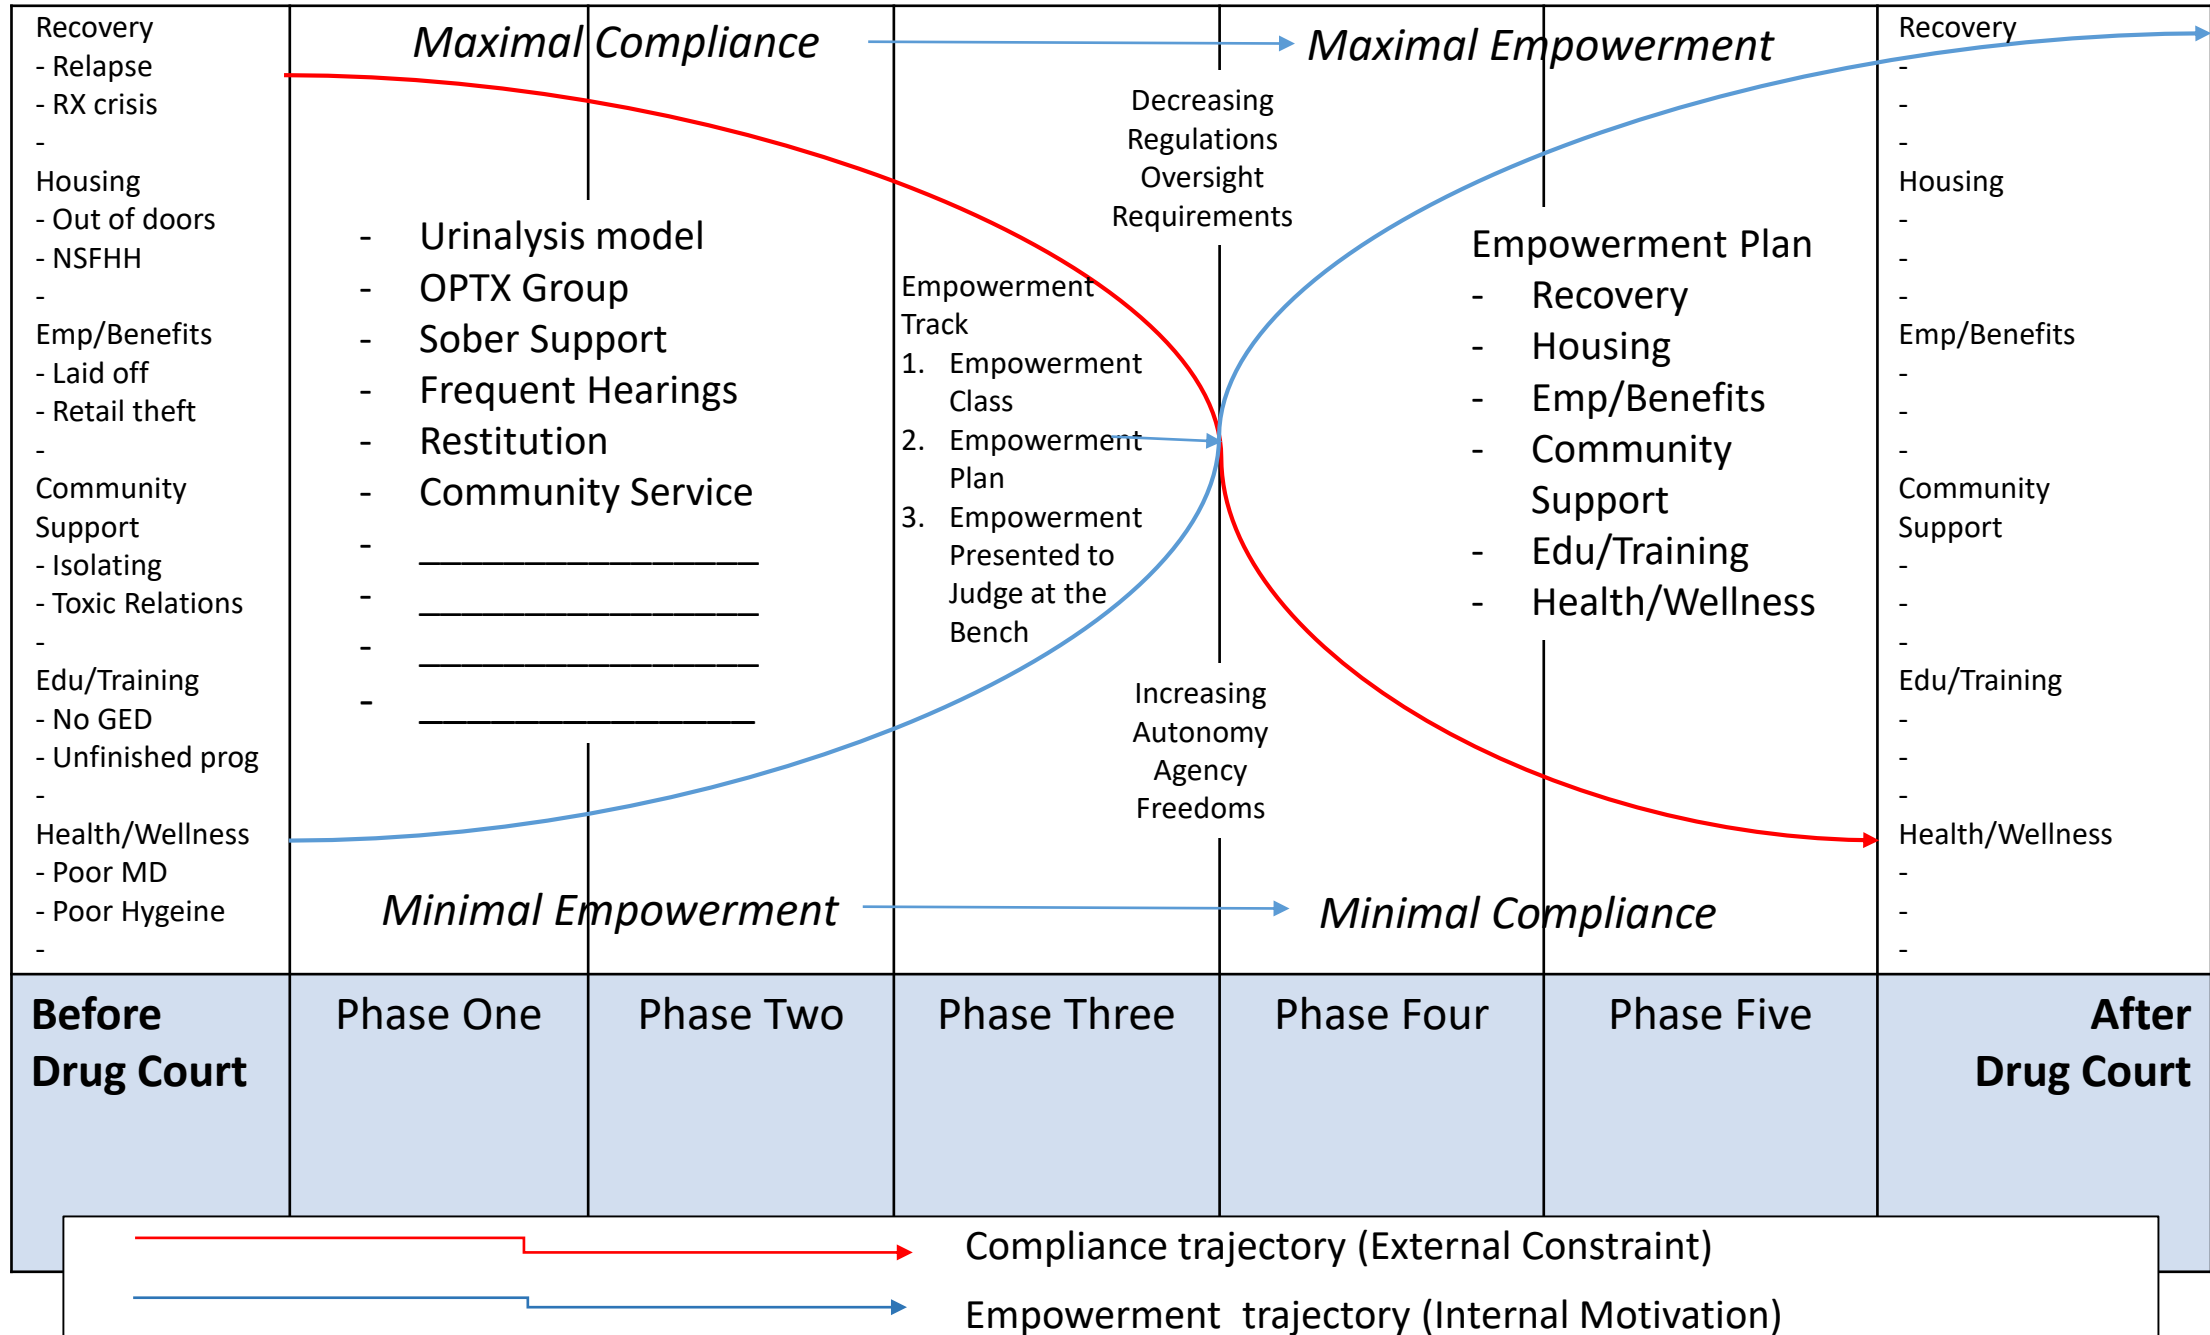 Recovery
- Relapse
- RX crisis
-
Housing
- Out of doors
- NSFHH
-
Emp/Benefits
- Laid off
- Retail theft
-
Community
Support
- Isolating
- Toxic Relations
-
Edu/Training
- No GED
- Unfinished prog
-
Health/Wellness
- Poor MD
- Poor Hygeine
-
Maximal Compliance
Maximal Empowerment
- Urinalysis model
- OPTX Group
- Sober Support
- Frequent Hearings
- Restitution
- Community Service
- ________________
- ________________
- ________________
- ________________
Minimal Empowerment
Minimal Compliance
Empowerment
Track
1. Empowerment
Class
2. Empowerment
Plan
3. Empowerment
Presented to
Judge at the
Bench
Decreasing
Regulations
Oversight
Requirements
Increasing
Autonomy
Agency
Freedoms
Empowerment Plan
- Recovery
- Housing
- Emp/Benefits
- Community
Support
- Edu/Training
- Health/Wellness
Recovery
-
-
-
Housing
-
-
-
Emp/Benefits
-
-
-
Community
Support
-
-
-
Edu/Training
-
-
-
Health/Wellness
-
-
-
Before
Drug Court
Phase One
Phase Two
Phase Three
Phase Four
Phase Five
After
Drug Court
Compliance trajectory (External Constraint)
Empowerment trajectory (Internal Motivation)